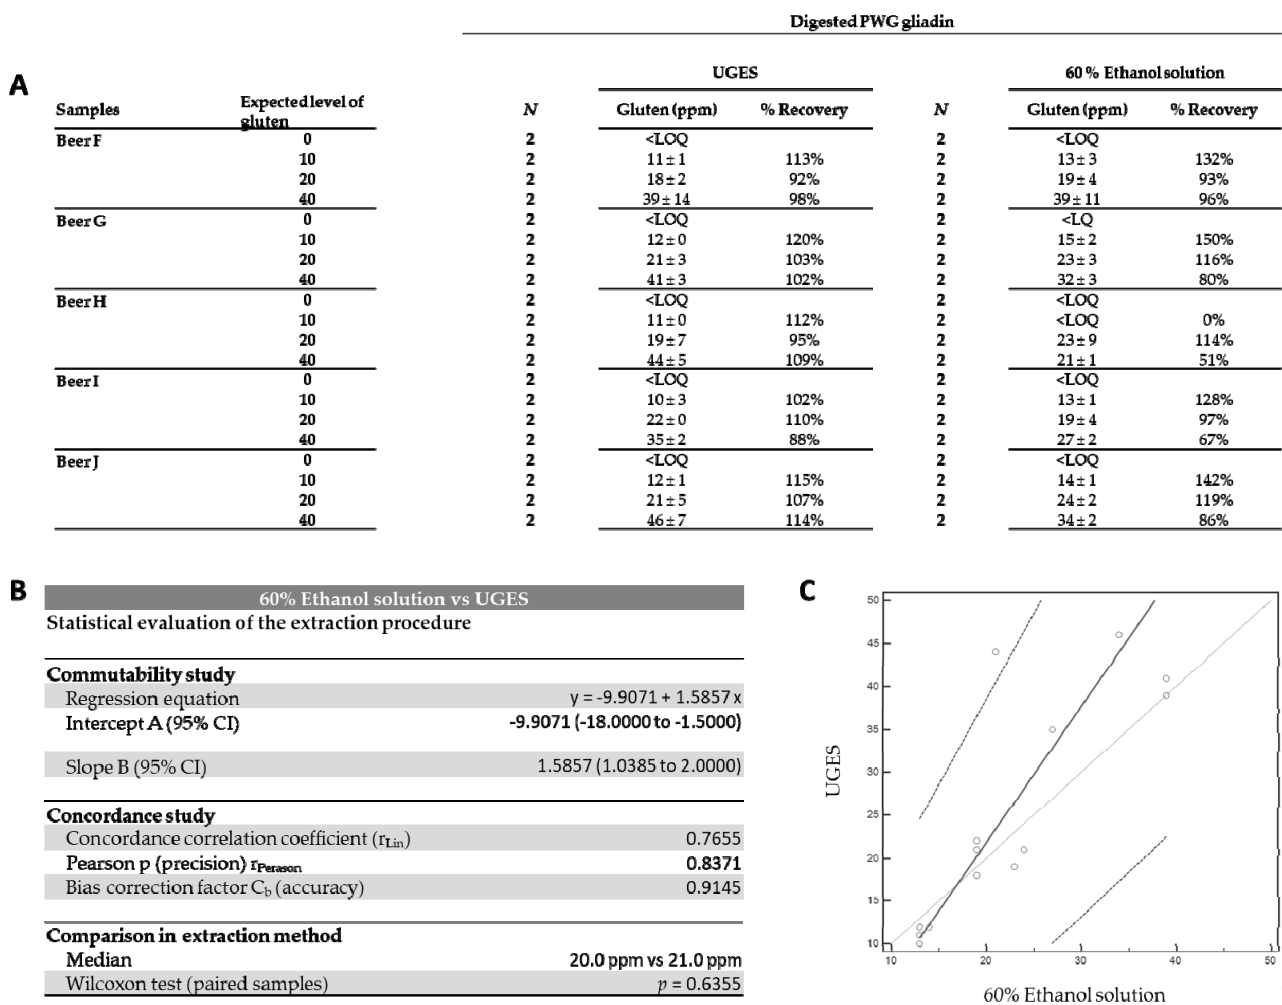 Digested PWG gliadin
A
UGES 60 % Ethanol solution
Samples Expected level of gluten N Gluten (ppm) % Recovery N Gluten (ppm) % Recovery
Beer F 0 2 <LOQ 2 <LOQ
10 2 11 ± 1 113% 2 13 ± 3 132%
20 2 18 ± 2 92% 2 19 ± 4 93%
40 2 39 ± 14 98% 2 39 ± 11 96%
Beer G 0 2 <LOQ 2 <LQ
10 2 12 ± 0 120% 2 15 ± 2 150%
20 2 21 ± 3 103% 2 23 ± 3 116%
40 2 41 ± 3 102% 2 32 ± 3 80%
Beer H 0 2 <LOQ 2 <LOQ
10 2 11 ± 0 112% 2 <LOQ 0%
20 2 19 ± 7 95% 2 23 ± 9 114%
40 2 44 ± 5 109% 2 21 ± 1 51%
Beer I 0 2 <LOQ 2 <LOQ
10 2 10 ± 3 102% 2 13 ± 1 128%
20 2 22 ± 0 110% 2 19 ± 4 97%
40 2 35 ± 2 88% 2 27 ± 2 67%
Beer J 0 2 <LOQ 2 <LOQ
10 2 12 ± 1 115% 2 14 ± 1 142%
20 2 21 ± 5 107% 2 24 ± 2 119%
40 2 46 ± 7 114% 2 34 ± 2 86%
B
60% Ethanol solution vs UGES
Statistical evaluation of the extraction procedure
Commutability study
Regression equation y = -9.9071 + 1.5857 x
Intercept A (95% CI) -9.9071 (-18.0000 to -1.5000)
Slope B (95% CI) 1.5857 (1.0385 to 2.0000)
Concordance study
Concordance correlation coefficient (rLin) 0.7655
Pearson p (precision) rPerason 0.8371
Bias correction factor Cb (accuracy) 0.9145
Comparison in extraction method
Median 20.0 ppm vs 21.0 ppm
Wilcoxon test (paired samples) p = 0.6355
C
50
45
40
35
30
25
20
15
10
UGES
10 20 30 40 50
60% Ethanol solution